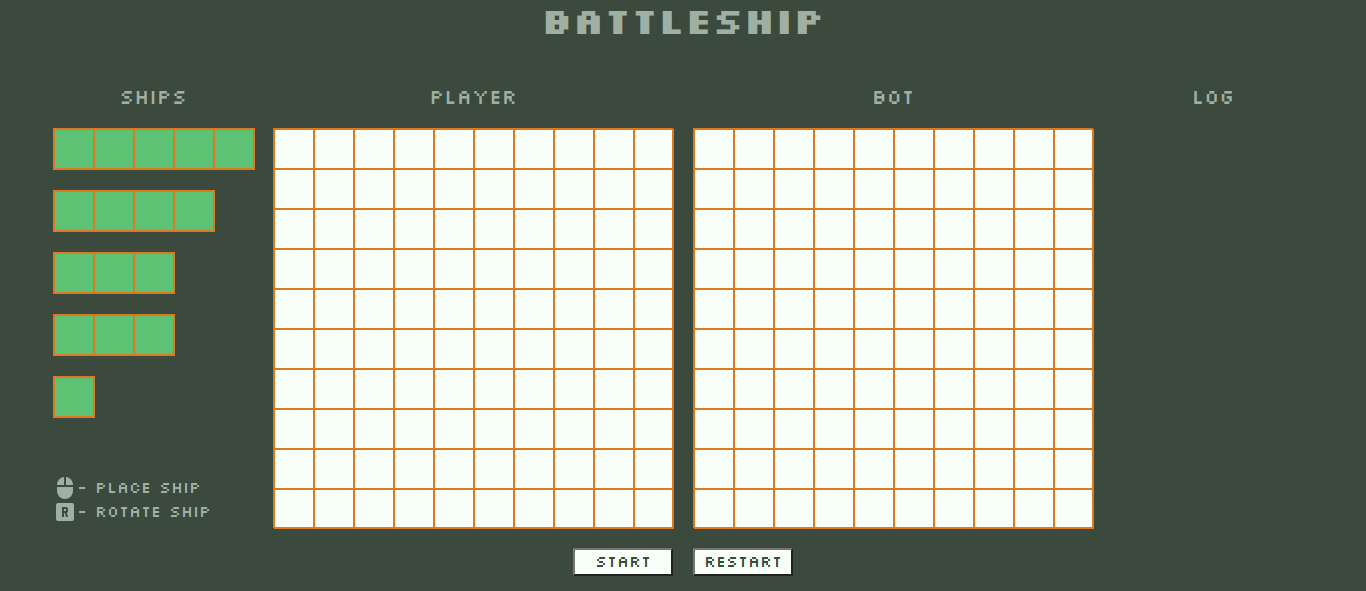 BATTLESHIP
SHIPS
PLAYER
BOT
LOG
- PLACE SHIP
R - ROTATE SHIP
START
RESTART